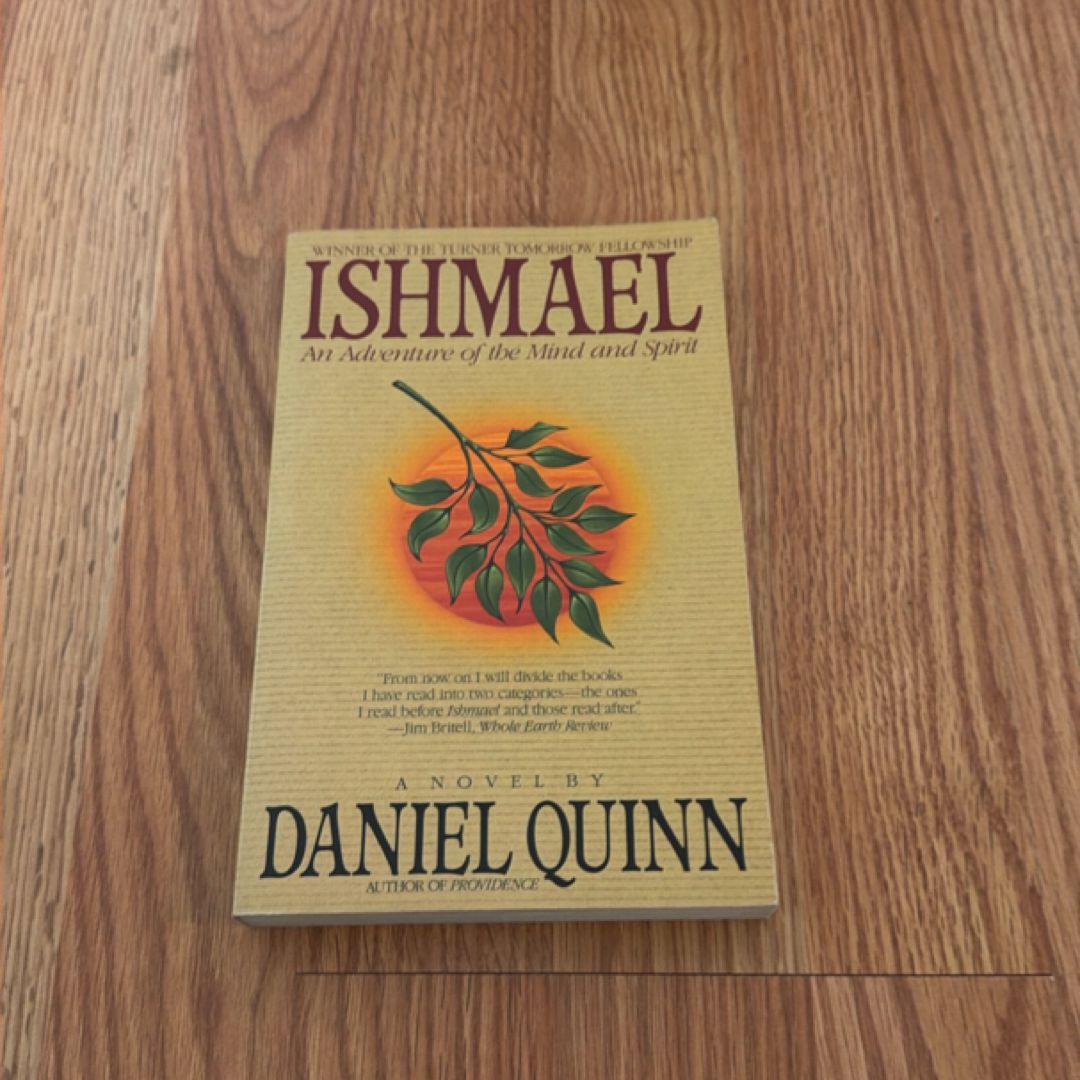 WINNER OF THE TURNER TOMORROW FELLOWSHIP
ISHMAEL
An Adventure of the Mind and Spirit
"From now on I will divide the books
I have read into two categories—the ones
I read before Ishmael and those read after."
—Jim Britell, Whole Earth Review
A NOVEL BY
DANIEL QUINN
AUTHOR OF PROVIDENCE